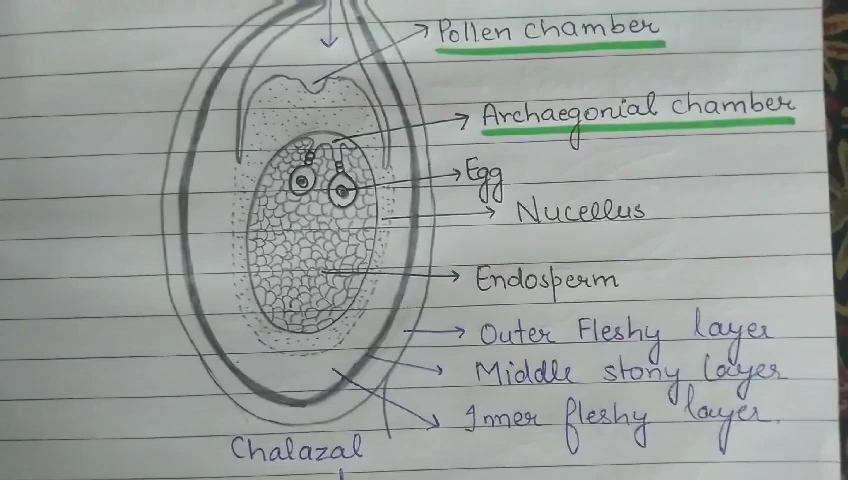 Pollen chamber
Archaegonial chamber
Egg
Nucellus
Endosperm
Outer Fleshy layer
Middle stony layer
Inner fleshy layer.
Chalazal